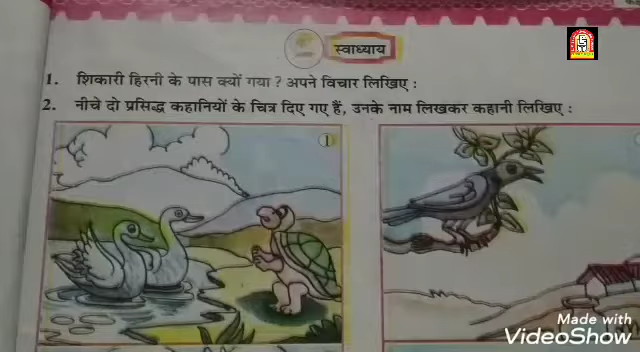 स्वाध्याय
1. शिकारी हिरनी के पास क्यों गया ? अपने विचार लिखिए :
2. नीचे दो प्रसिद्ध कहानियों के चित्र दिए गए हैं, उनके नाम लिखकर कहानी लिखिए :
1
Made with
VideoShow